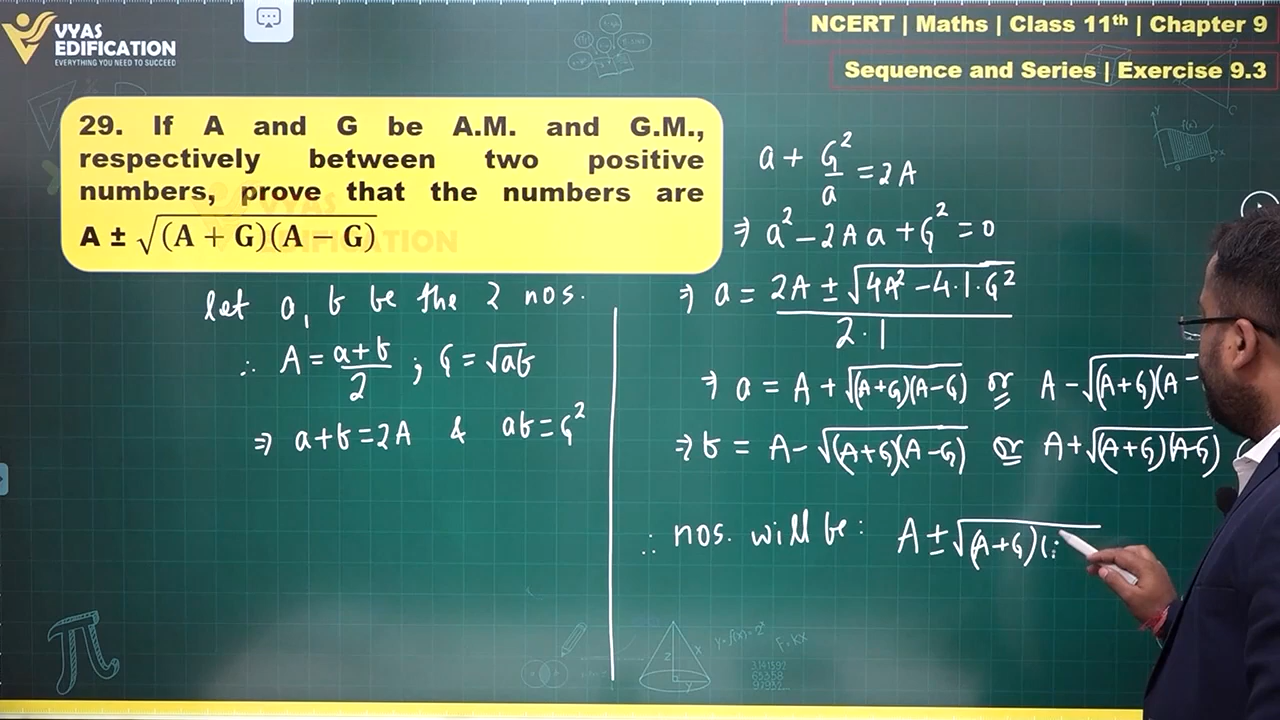 VYAS
EDIFICATION
EVERYTHING YOU NEED TO SUCCEED
NCERT | Maths | Class 11th | Chapter 9
Sequence and Series | Exercise 9.3
29. If A and G be A.M. and G.M.,
respectively between two positive
numbers, prove that the numbers are
A ± √(A + G)(A − G)
let a, b be the 2 nos.
∴ A = (a+b)/2 ; G = √ab
⇒ a+b = 2A & ab = G²
a + G²/a = 2A
⇒ a² − 2Aa + G² = 0
⇒ a = (2A ± √4A² − 4·1·G²)/(2·1)
⇒ a = A + √(A+G)(A−G) or A − √(A+G)(A−
⇒ b = A − √(A+G)(A−G) or A + √(A+G)(A−G)
∴ nos. will be: A ± √(A+G)(